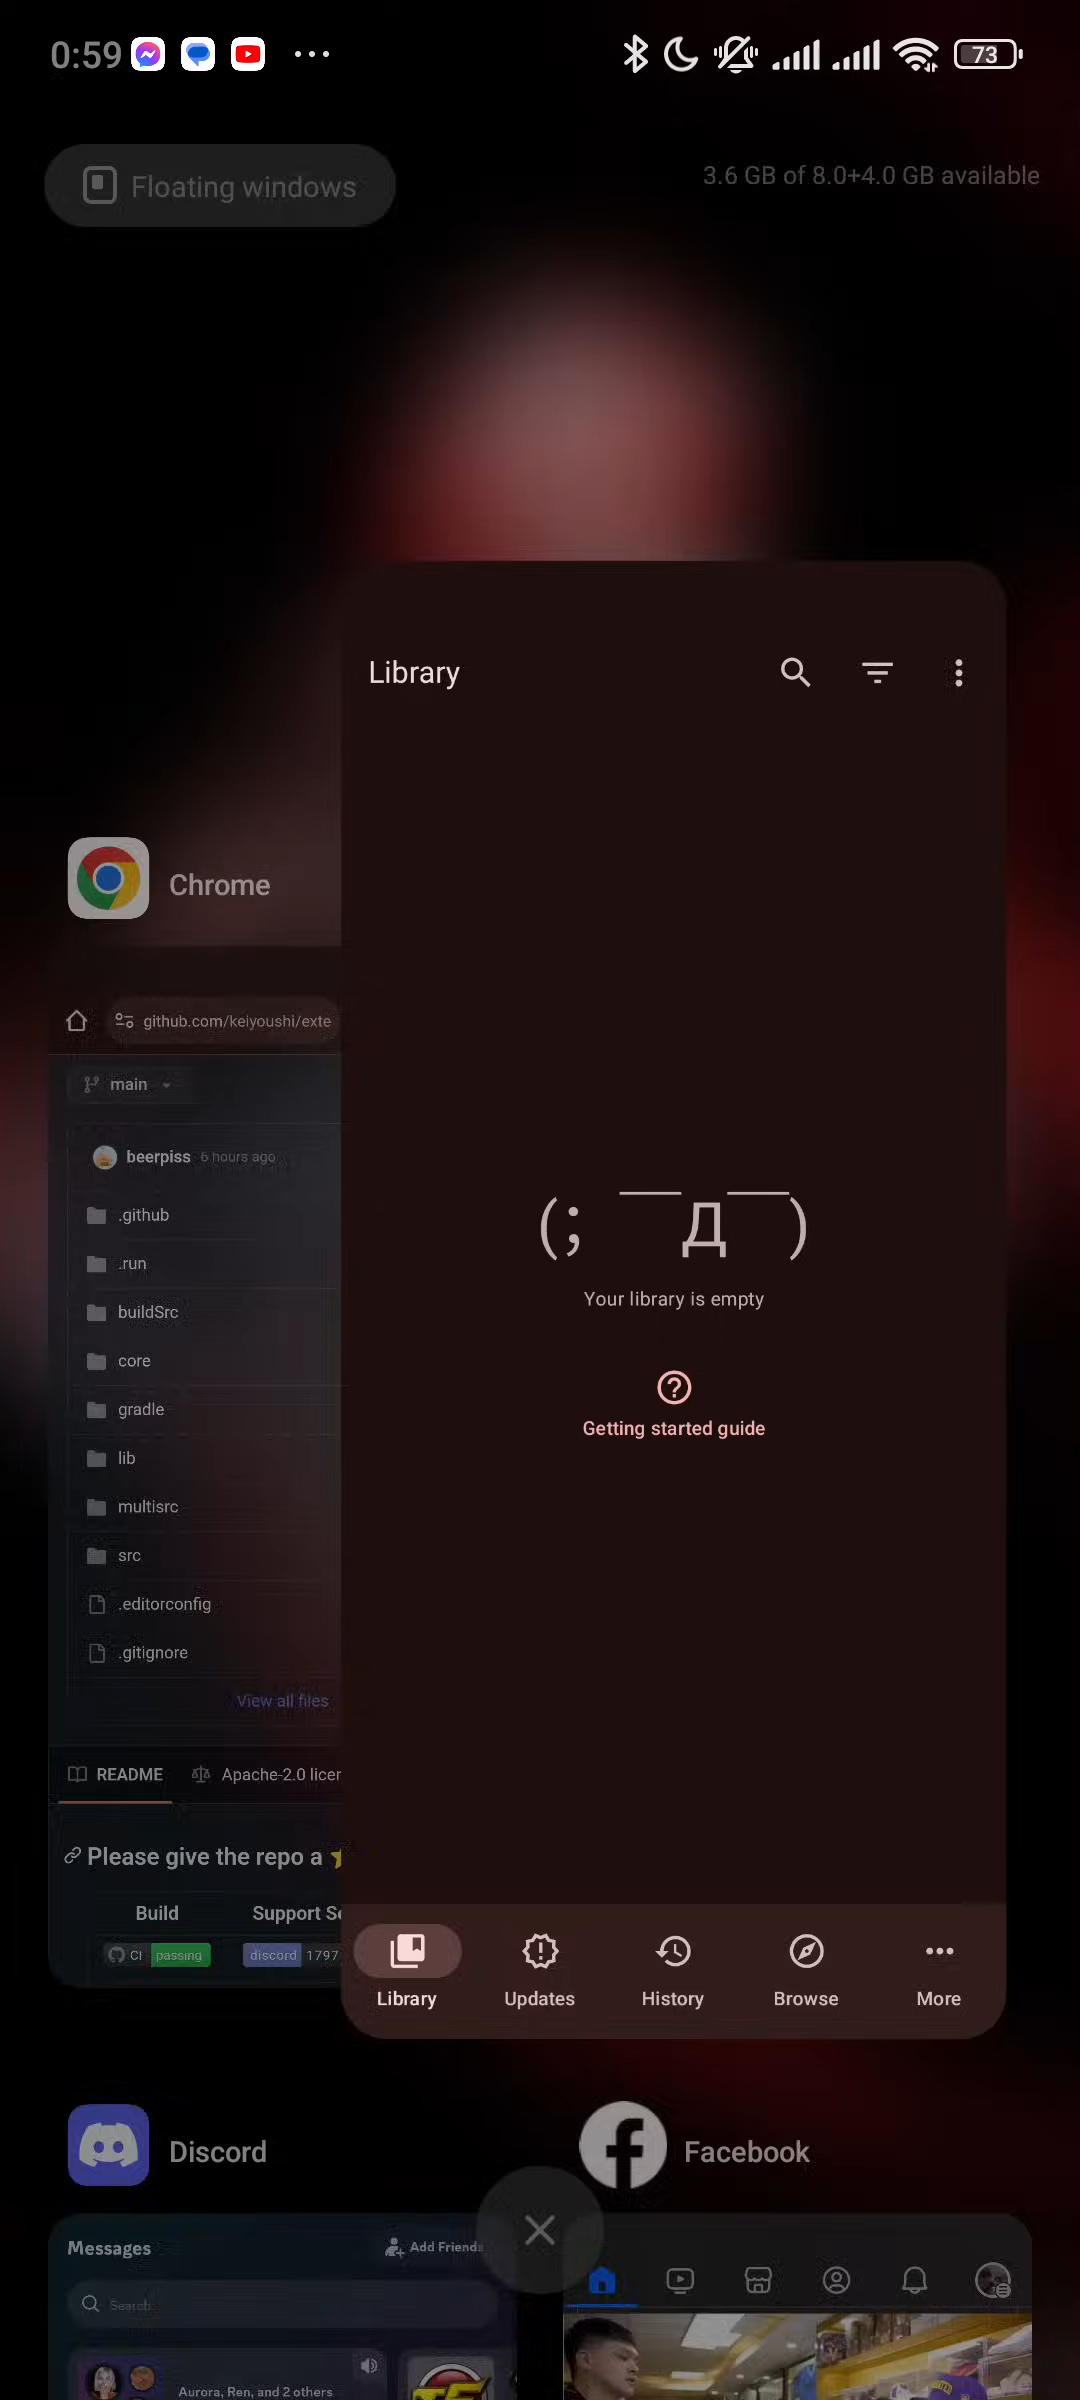 0:59
73
Floating windows
3.6 GB of 8.0+4.0 GB available
Library
Chrome
github.com/keiyoushi/exte
main
beerpiss 6 hours ago
.github
.run
buildSrc
core
gradle
lib
multisrc
src
.editorconfig
.gitignore
View all files
README
Apache-2.0 licen
Please give the repo a
Build
Support Se
CI passing
discord 1797
(; ￣Д￣)
Your library is empty
Getting started guide
Library
Updates
History
Browse
More
Discord
Facebook
Messages
Add Friends
Search
Aurora, Ren, and 2 others